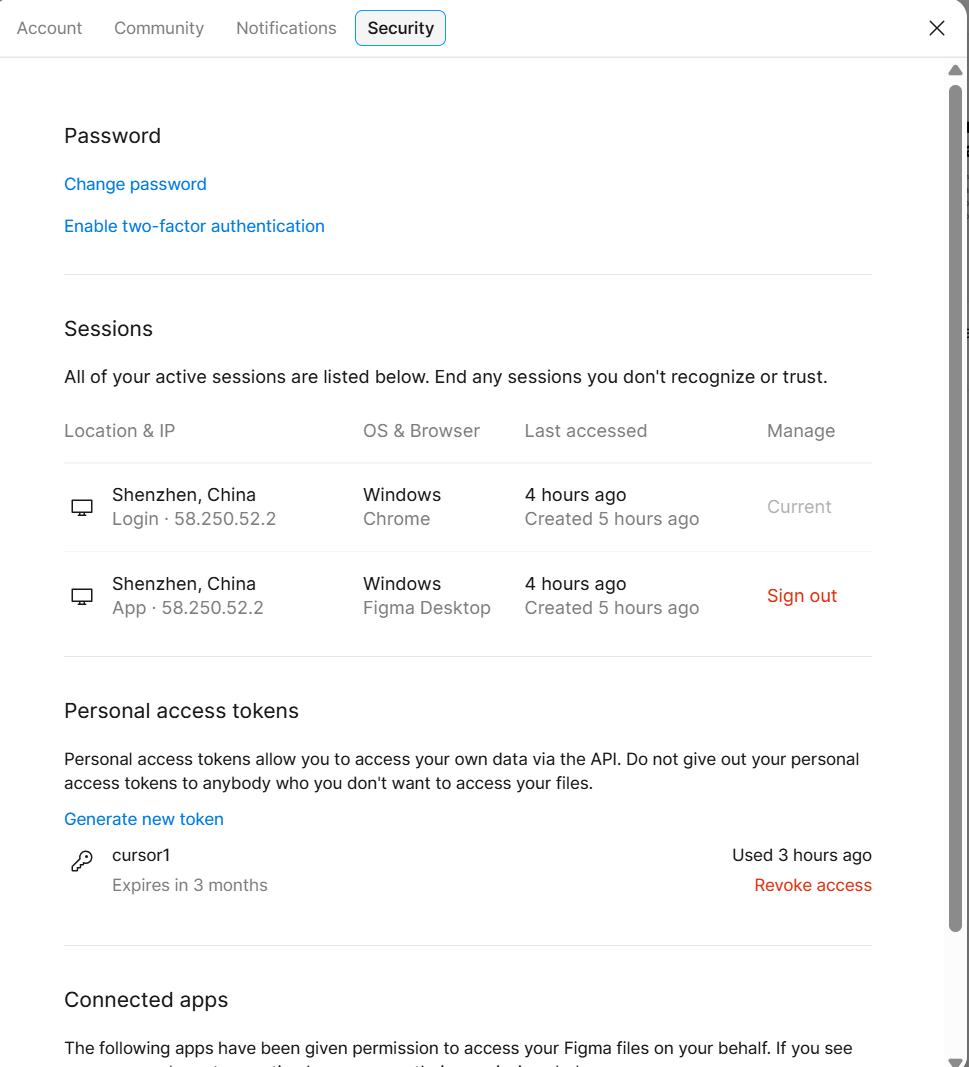 Account Community Notifications Security
Password
Change password
Enable two-factor authentication
Sessions
All of your active sessions are listed below. End any sessions you don't recognize or trust.
Location & IP OS & Browser Last accessed Manage
Shenzhen, China Windows 4 hours ago
Login · 58.250.52.2 Chrome Created 5 hours ago Current
Shenzhen, China Windows 4 hours ago
App · 58.250.52.2 Figma Desktop Created 5 hours ago Sign out
Personal access tokens
Personal access tokens allow you to access your own data via the API. Do not give out your personal
access tokens to anybody who you don't want to access your files.
Generate new token
cursor1 Used 3 hours ago
Expires in 3 months Revoke access
Connected apps
The following apps have been given permission to access your Figma files on your behalf. If you see